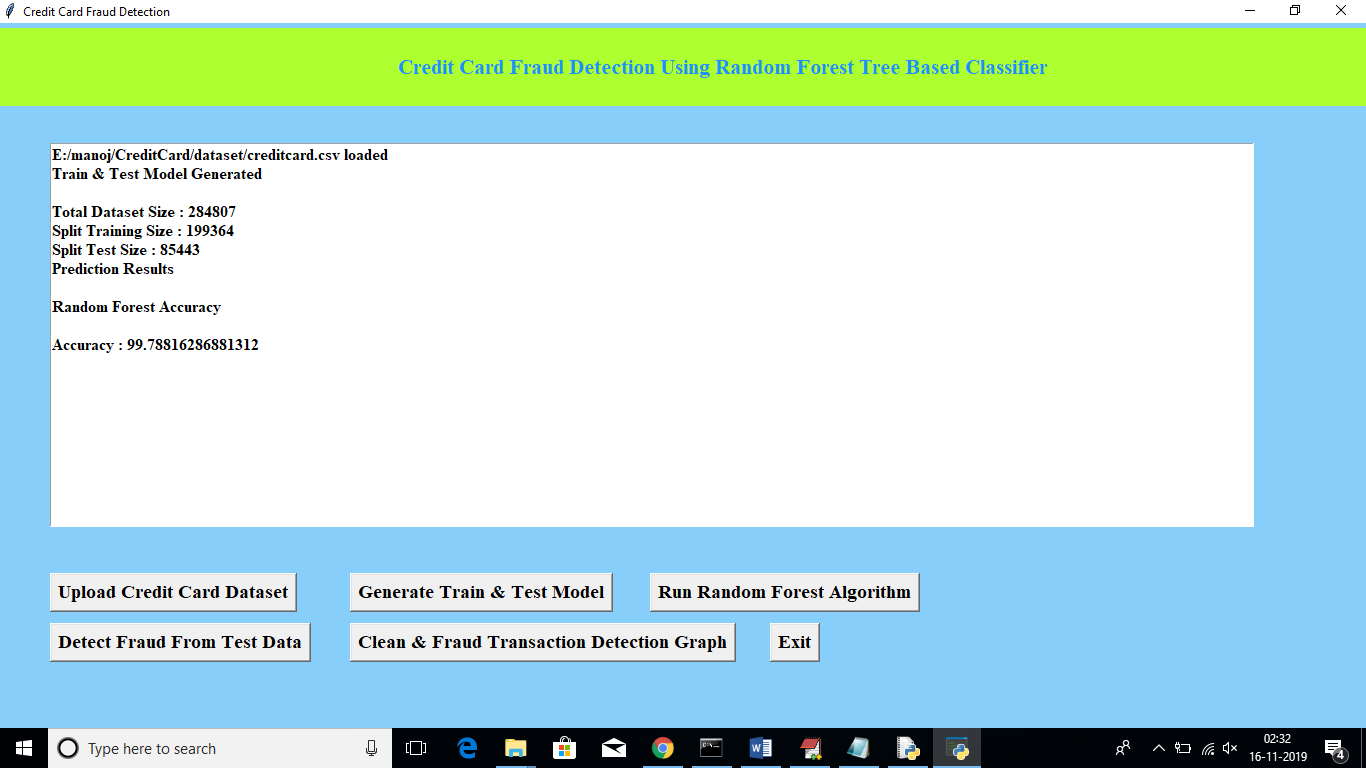 Credit Card Fraud Detection
Credit Card Fraud Detection Using Random Forest Tree Based Classifier
E:/manoj/CreditCard/dataset/creditcard.csv loaded
Train & Test Model Generated
Total Dataset Size : 284807
Split Training Size : 199364
Split Test Size : 85443
Prediction Results
Random Forest Accuracy
Accuracy : 99.78816286881312
Upload Credit Card Dataset
Generate Train & Test Model
Run Random Forest Algorithm
Detect Fraud From Test Data
Clean & Fraud Transaction Detection Graph
Exit
Type here to search
02:32
16-11-2019
4